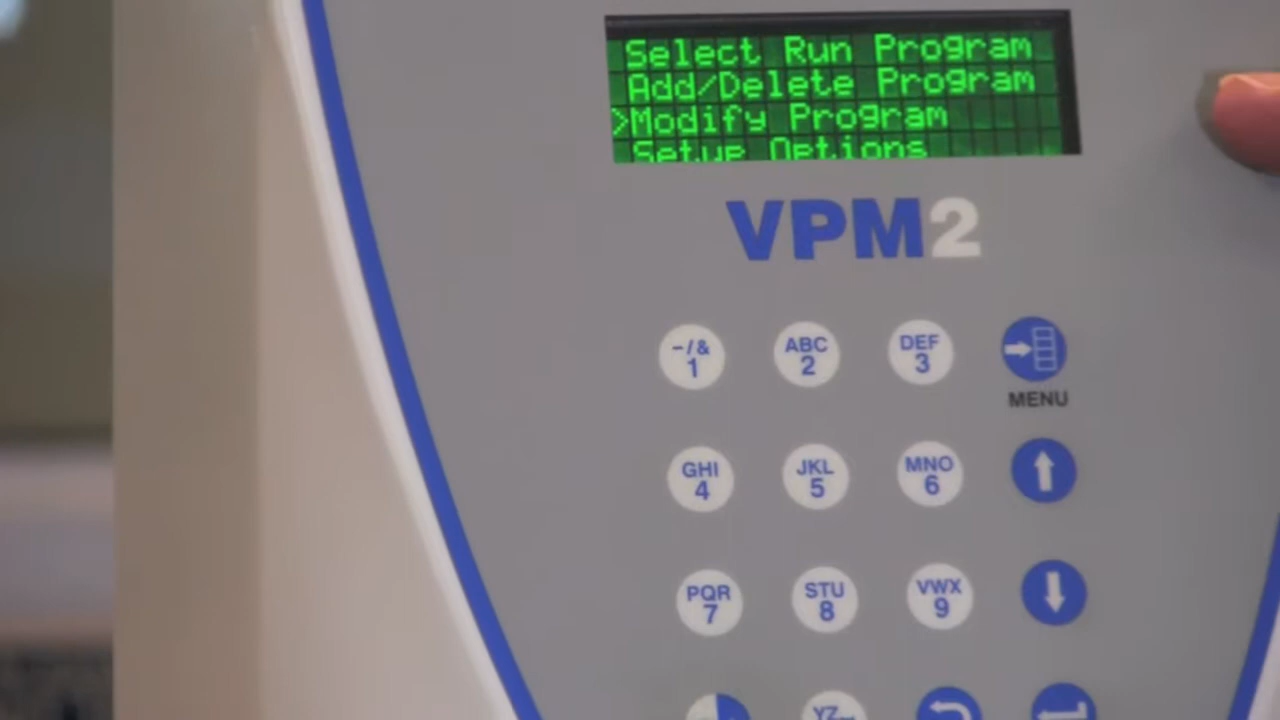 Select Run Program
Add/Delete Program
>Modify Program
Setup Options
VPM2
-/& 1
ABC 2
DEF 3
MENU
GHI 4
JKL 5
MNO 6
PQR 7
STU 8
VWX 9
YZ_